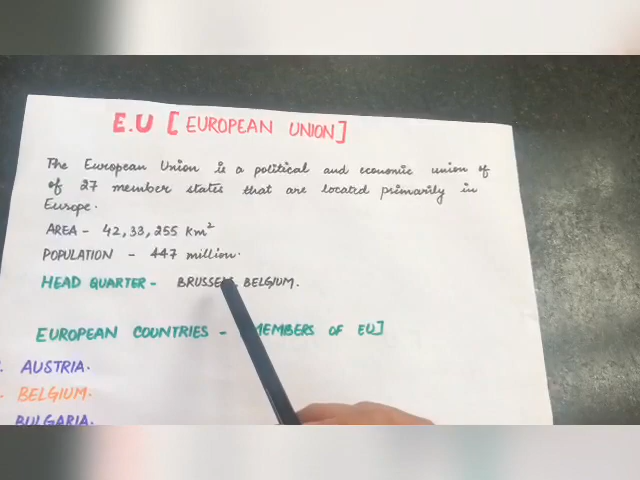 E.U [EUROPEAN UNION]
The European Union is a political and economic union of
of 27 member states that are located primarily in
Europe.
AREA - 42,33,255 Km²
POPULATION - 447 million.
HEAD QUARTER - BELGIUM.
EUROPEAN COUNTRIES - MEMBERS OF EU]
AUSTRIA.
BELGIUM.
BULGARIA.